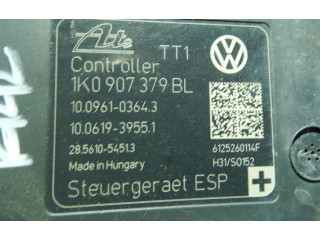 Ate TT1
Controller
1K0 907 379 BL
10.0961-0364.3
10.0619-3955.1
28.5610-5451.3
6125260114F
Made in Hungary
H31/S0152
Steuergeraet ESP